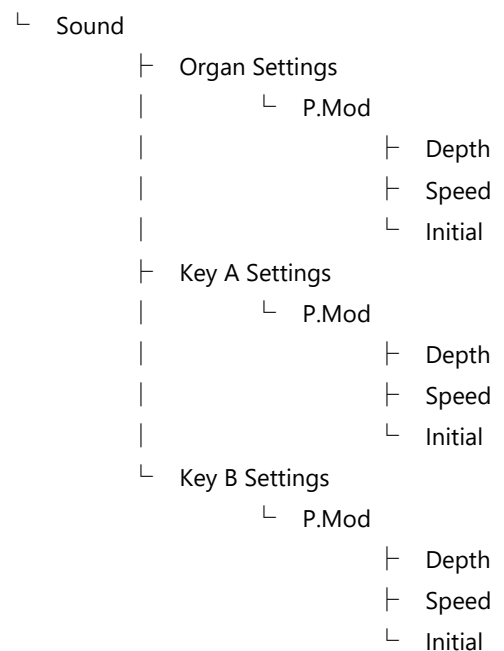 └ Sound
├ Organ Settings
│ └ P.Mod
│ ├ Depth
│ ├ Speed
│ └ Initial
├ Key A Settings
│ └ P.Mod
│ ├ Depth
│ ├ Speed
│ └ Initial
└ Key B Settings
└ P.Mod
├ Depth
├ Speed
└ Initial